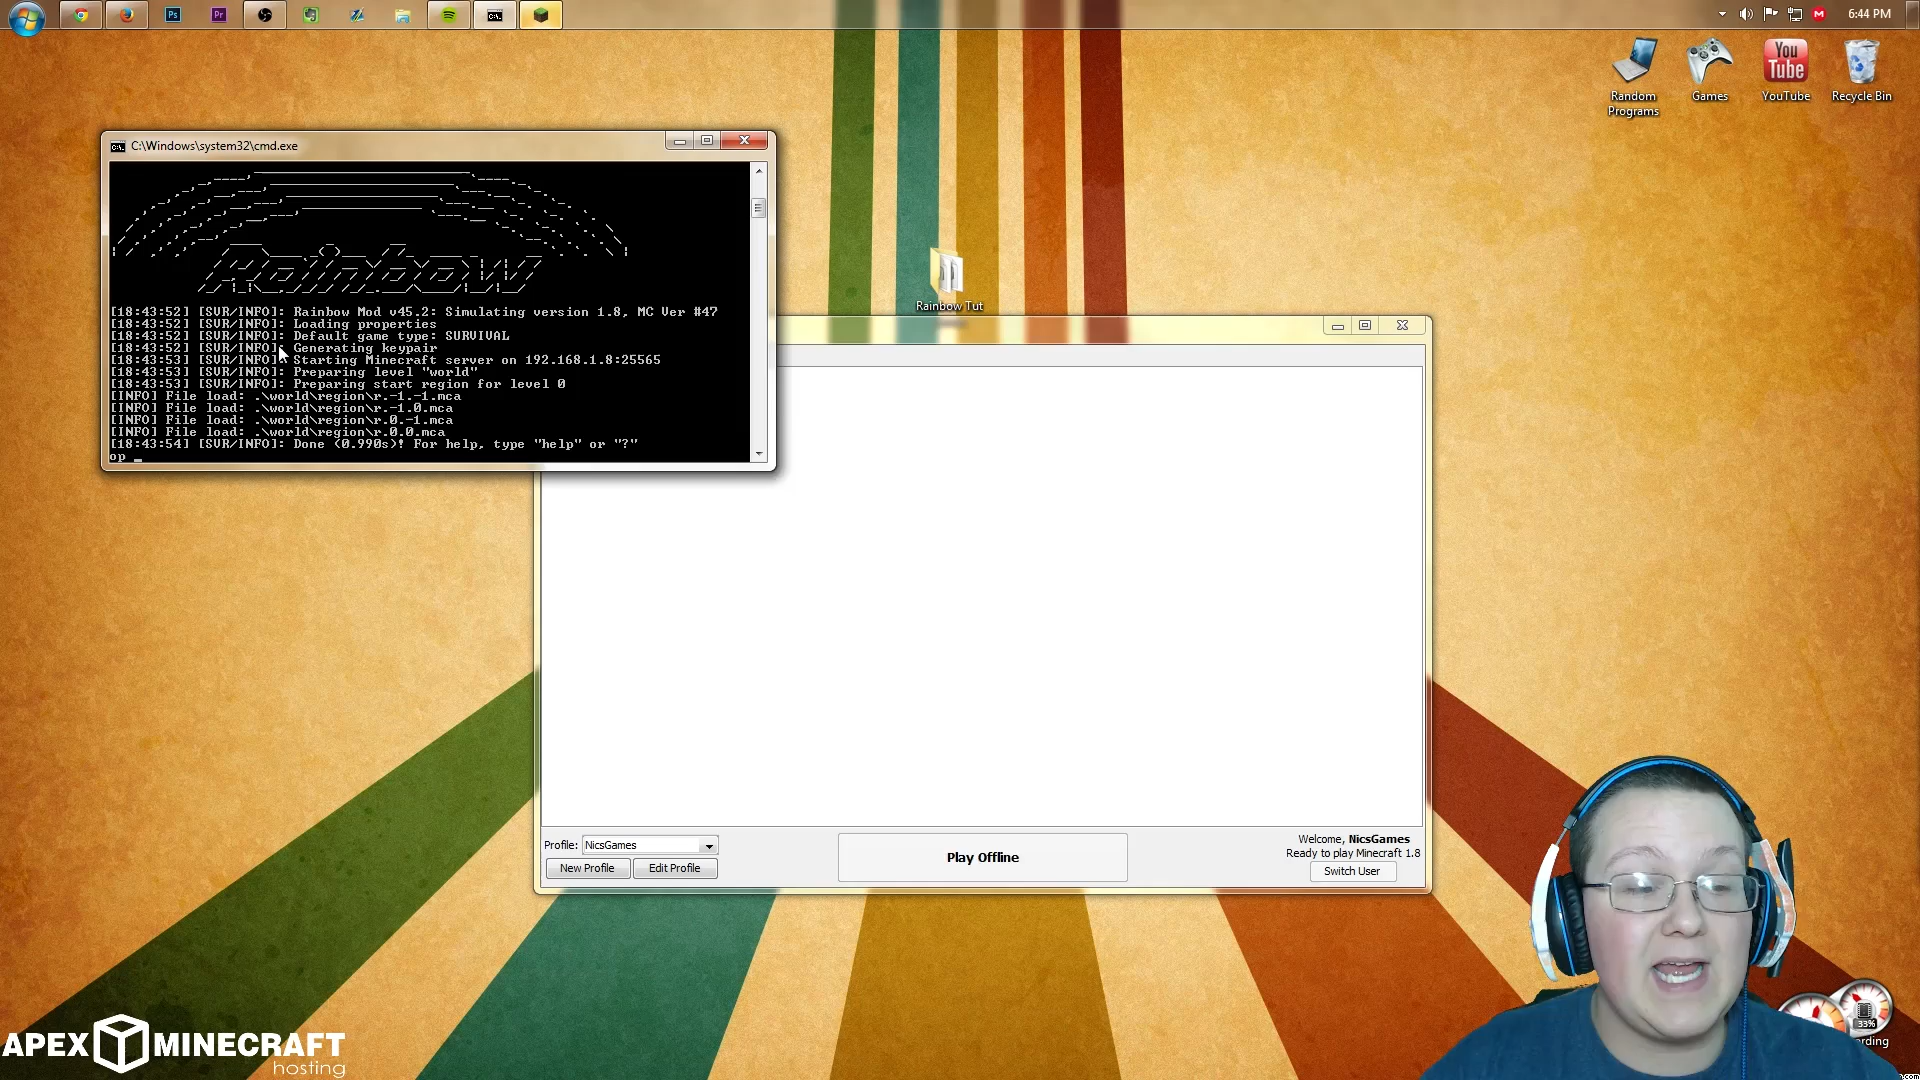 Ps
Pr
6:44 PM
Random Programs
Games
You Tube
YouTube
Recycle Bin
C:\Windows\system32\cmd.exe
Rainbow
[18:43:52] [SVR/INFO]: Rainbow Mod v45.2: Simulating version 1.8, MC Ver #47
[18:43:52] [SVR/INFO]: Loading properties
[18:43:52] [SVR/INFO]: Default game type: SURVIVAL
[18:43:52] [SVR/INFO]: Generating keypair
[18:43:53] [SVR/INFO]: Starting Minecraft server on 192.168.1.8:25565
[18:43:53] [SVR/INFO]: Preparing level "world"
[18:43:53] [SVR/INFO]: Preparing start region for level 0
[INFO] File load: .\world\region\r.-1.-1.mca
[INFO] File load: .\world\region\r.-1.0.mca
[INFO] File load: .\world\region\r.0.-1.mca
[INFO] File load: .\world\region\r.0.0.mca
[18:43:54] [SVR/INFO]: Done (0.990s)! For help, type "help" or "?"
op _
Rainbow Tut
Profile: NicsGames
New Profile
Edit Profile
Play Offline
Welcome, NicsGames
Ready to play Minecraft 1.8
Switch User
33%
APEX MINECRAFT
hosting